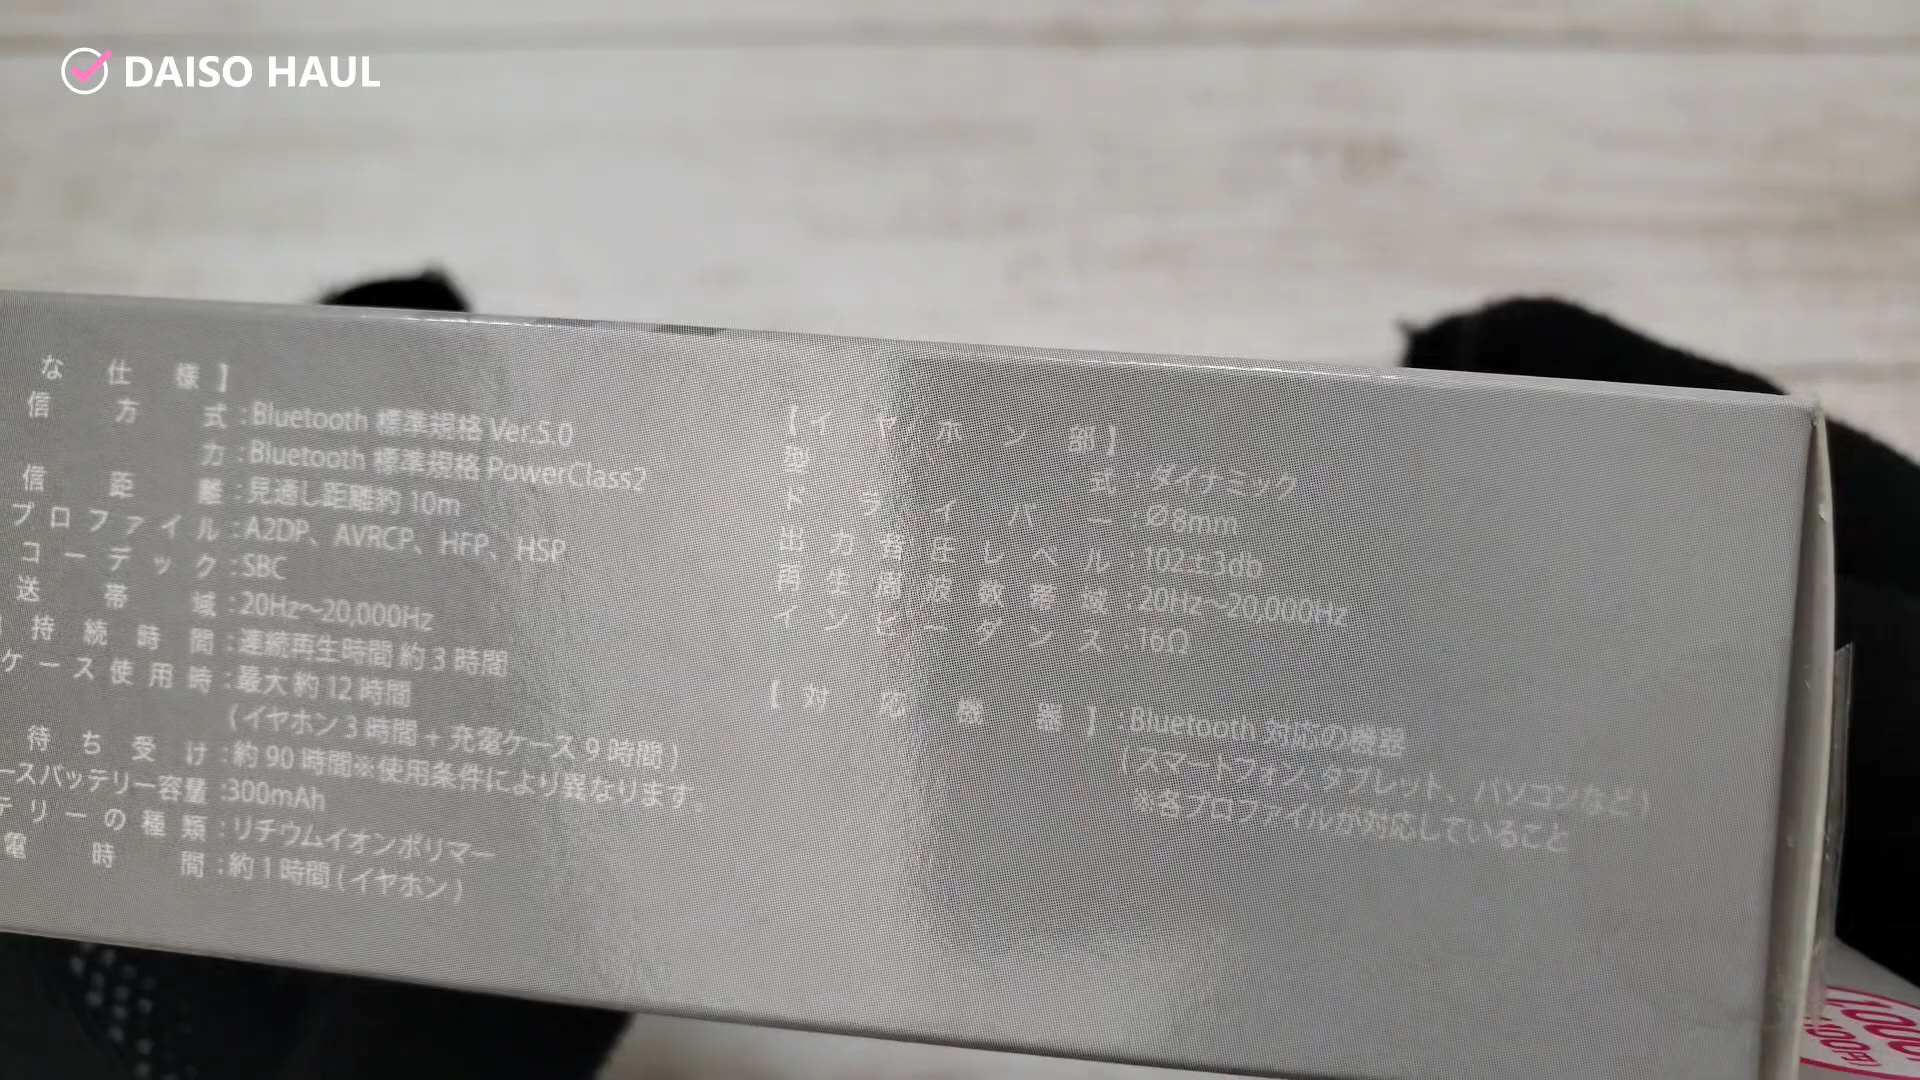 DAISO HAUL
な仕様】
信方式:Bluetooth 標準規格 Ver.5.0
力:Bluetooth 標準規格 PowerClass2
信距離:見通し距離約 10m
プロファイル:A2DP、AVRCP、HFP、HSP
コーデック:SBC
送帯域:20Hz〜20,000Hz
持続時間:連続再生時間 約 3 時間
ケース使用時:最大 約 12 時間
(イヤホン 3 時間 + 充電ケース 9 時間)
待ち受け:約 90 時間※使用条件により異なります。
ースバッテリー容量:300mAh
テリーの種類:リチウムイオンポリマー
電時間:約 1 時間 (イヤホン)
【イヤホン部】
型式:ダイナミック
ドライバー:Ø8mm
出力音圧レベル:102±3db
再生周波数帯域:20Hz〜20,000Hz
インピーダンス:16Ω
【対応機器】:Bluetooth 対応の機器
(スマートフォン、タブレット、パソコンなど)
※各プロファイルが対応していること